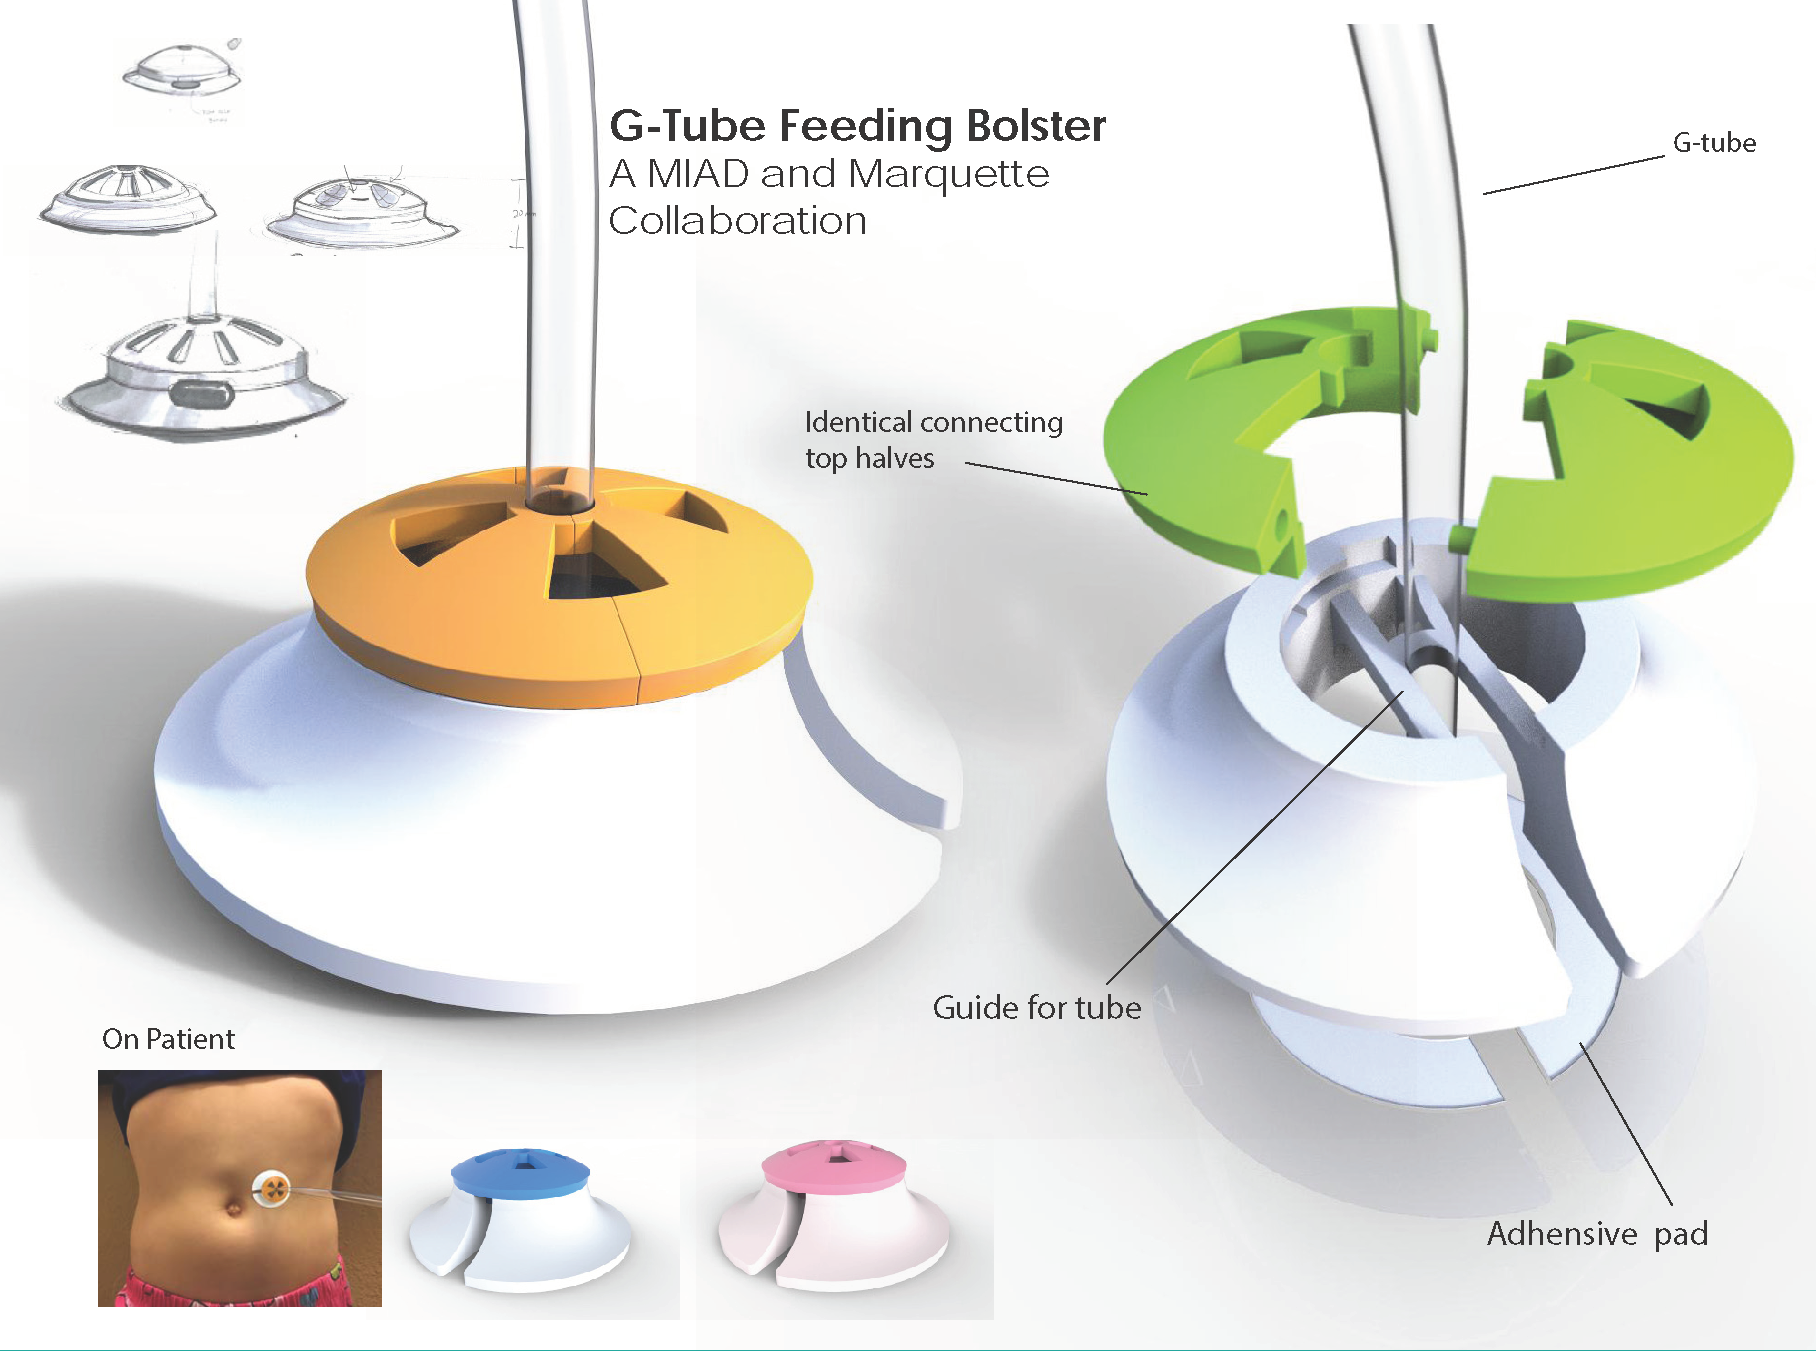 G-Tube Feeding Bolster
A MIAD and Marquette
Collaboration
G-tube
Identical connecting
top halves
Guide for tube
On Patient
Adhensive pad